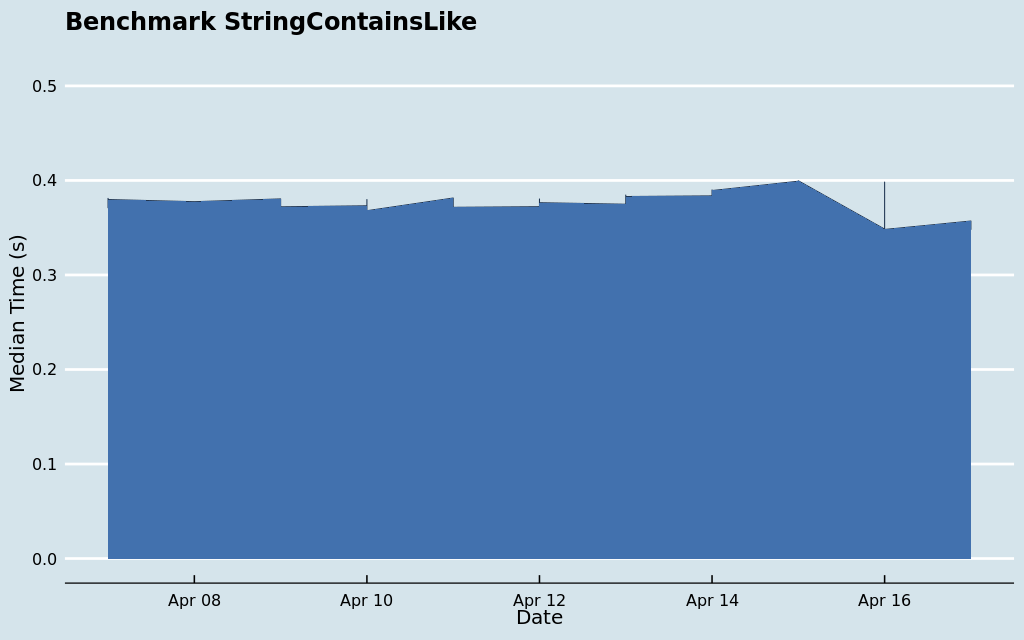 Benchmark StringContainsLike
0.5
0.4
0.3
0.2
0.1
0.0
Median Time (s)
Apr 08
Apr 10
Apr 12
Apr 14
Apr 16
Date